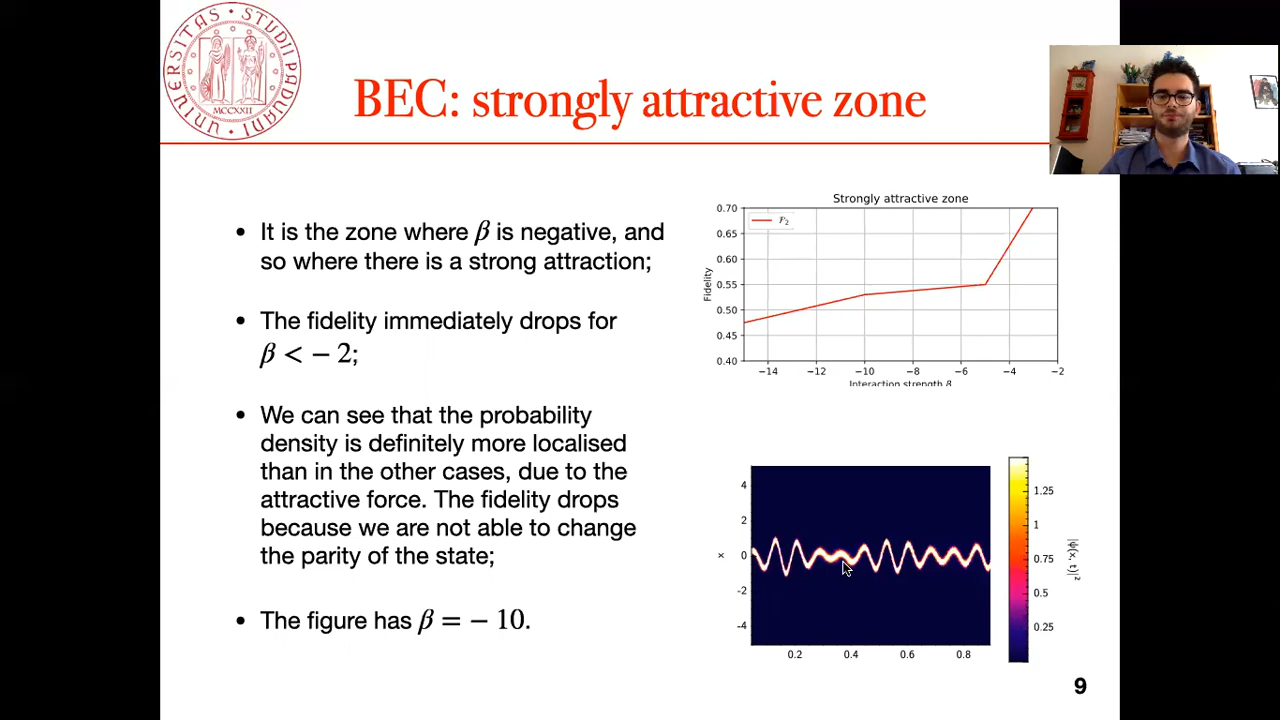 UNIVERSITAS STUDII PADUANI
MCCXXII
BEC: strongly attractive zone
• It is the zone where β is negative, and
so where there is a strong attraction;
• The fidelity immediately drops for
β < − 2;
• We can see that the probability
density is definitely more localised
than in the other cases, due to the
attractive force. The fidelity drops
because we are not able to change
the parity of the state;
• The figure has β = − 10.
Strongly attractive zone
F₂
Fidelity
0.70
0.65
0.60
0.55
0.50
0.45
0.40
−14 −12 −10 −8 −6 −4 −2
Interaction strength β
x
4
2
0
-2
-4
0.2 0.4 0.6 0.8
1.25
1
0.75
0.5
0.25
|ψ(x, t)|²
9